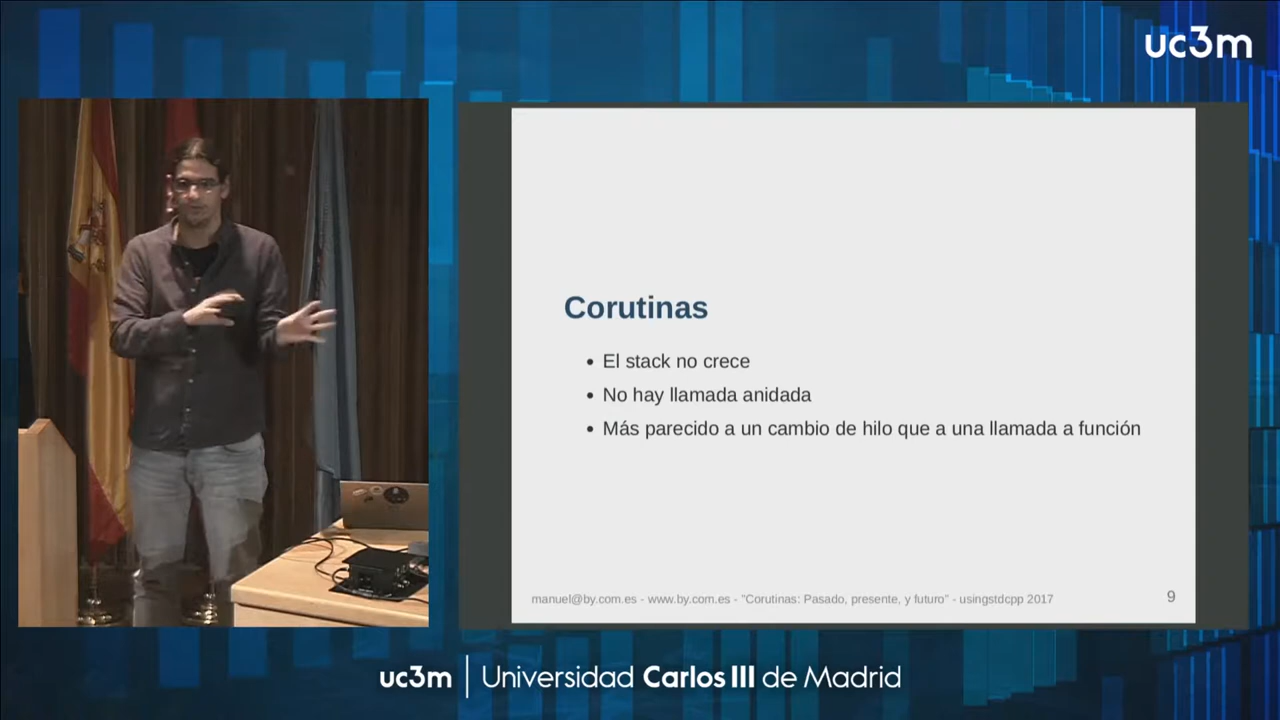 uc3m
Corutinas
• El stack no crece
• No hay llamada anidada
• Más parecido a un cambio de hilo que a una llamada a función
manuel@by.com.es - www.by.com.es - "Corutinas: Pasado, presente, y futuro" - usingstdcpp 2017
9
uc3m | Universidad Carlos III de Madrid